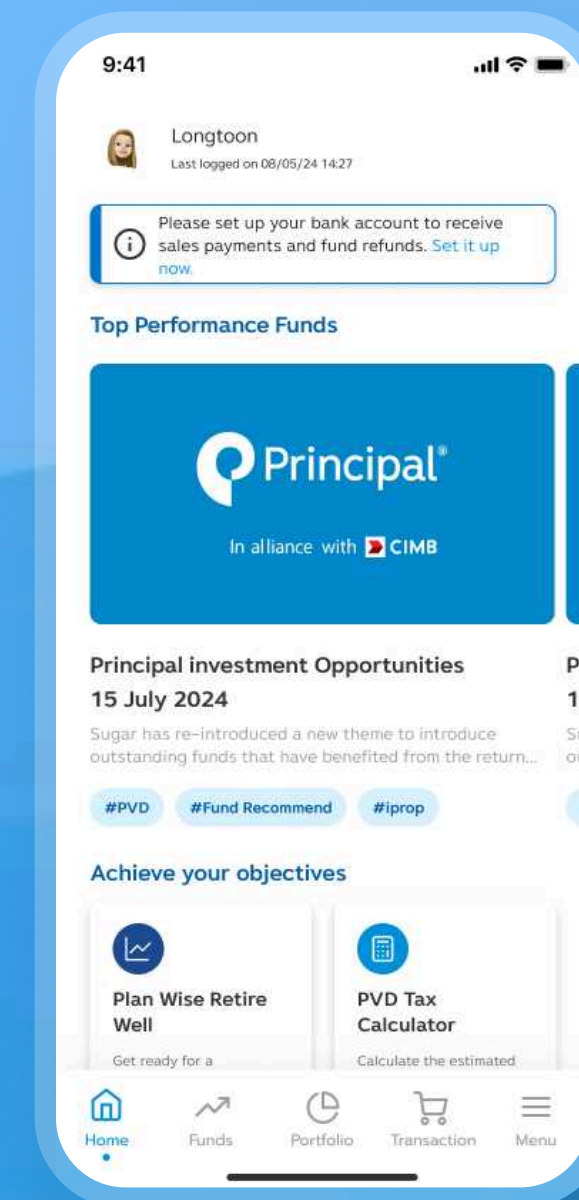 9:41
Longtoon
Last logged on 08/05/24 14:27
Please set up your bank account to receive
sales payments and fund refunds. Set it up
now.
Top Performance Funds
Principal®
In alliance with CIMB
Principal investment Opportunities
15 July 2024
Sugar has re-introduced a new theme to introduce
outstanding funds that have benefited from the return...
#PVD #Fund Recommend #iprop
Achieve your objectives
Plan Wise Retire
Well
Get ready for a
PVD Tax
Calculator
Calculate the estimated
Home Funds Portfolio Transaction Menu